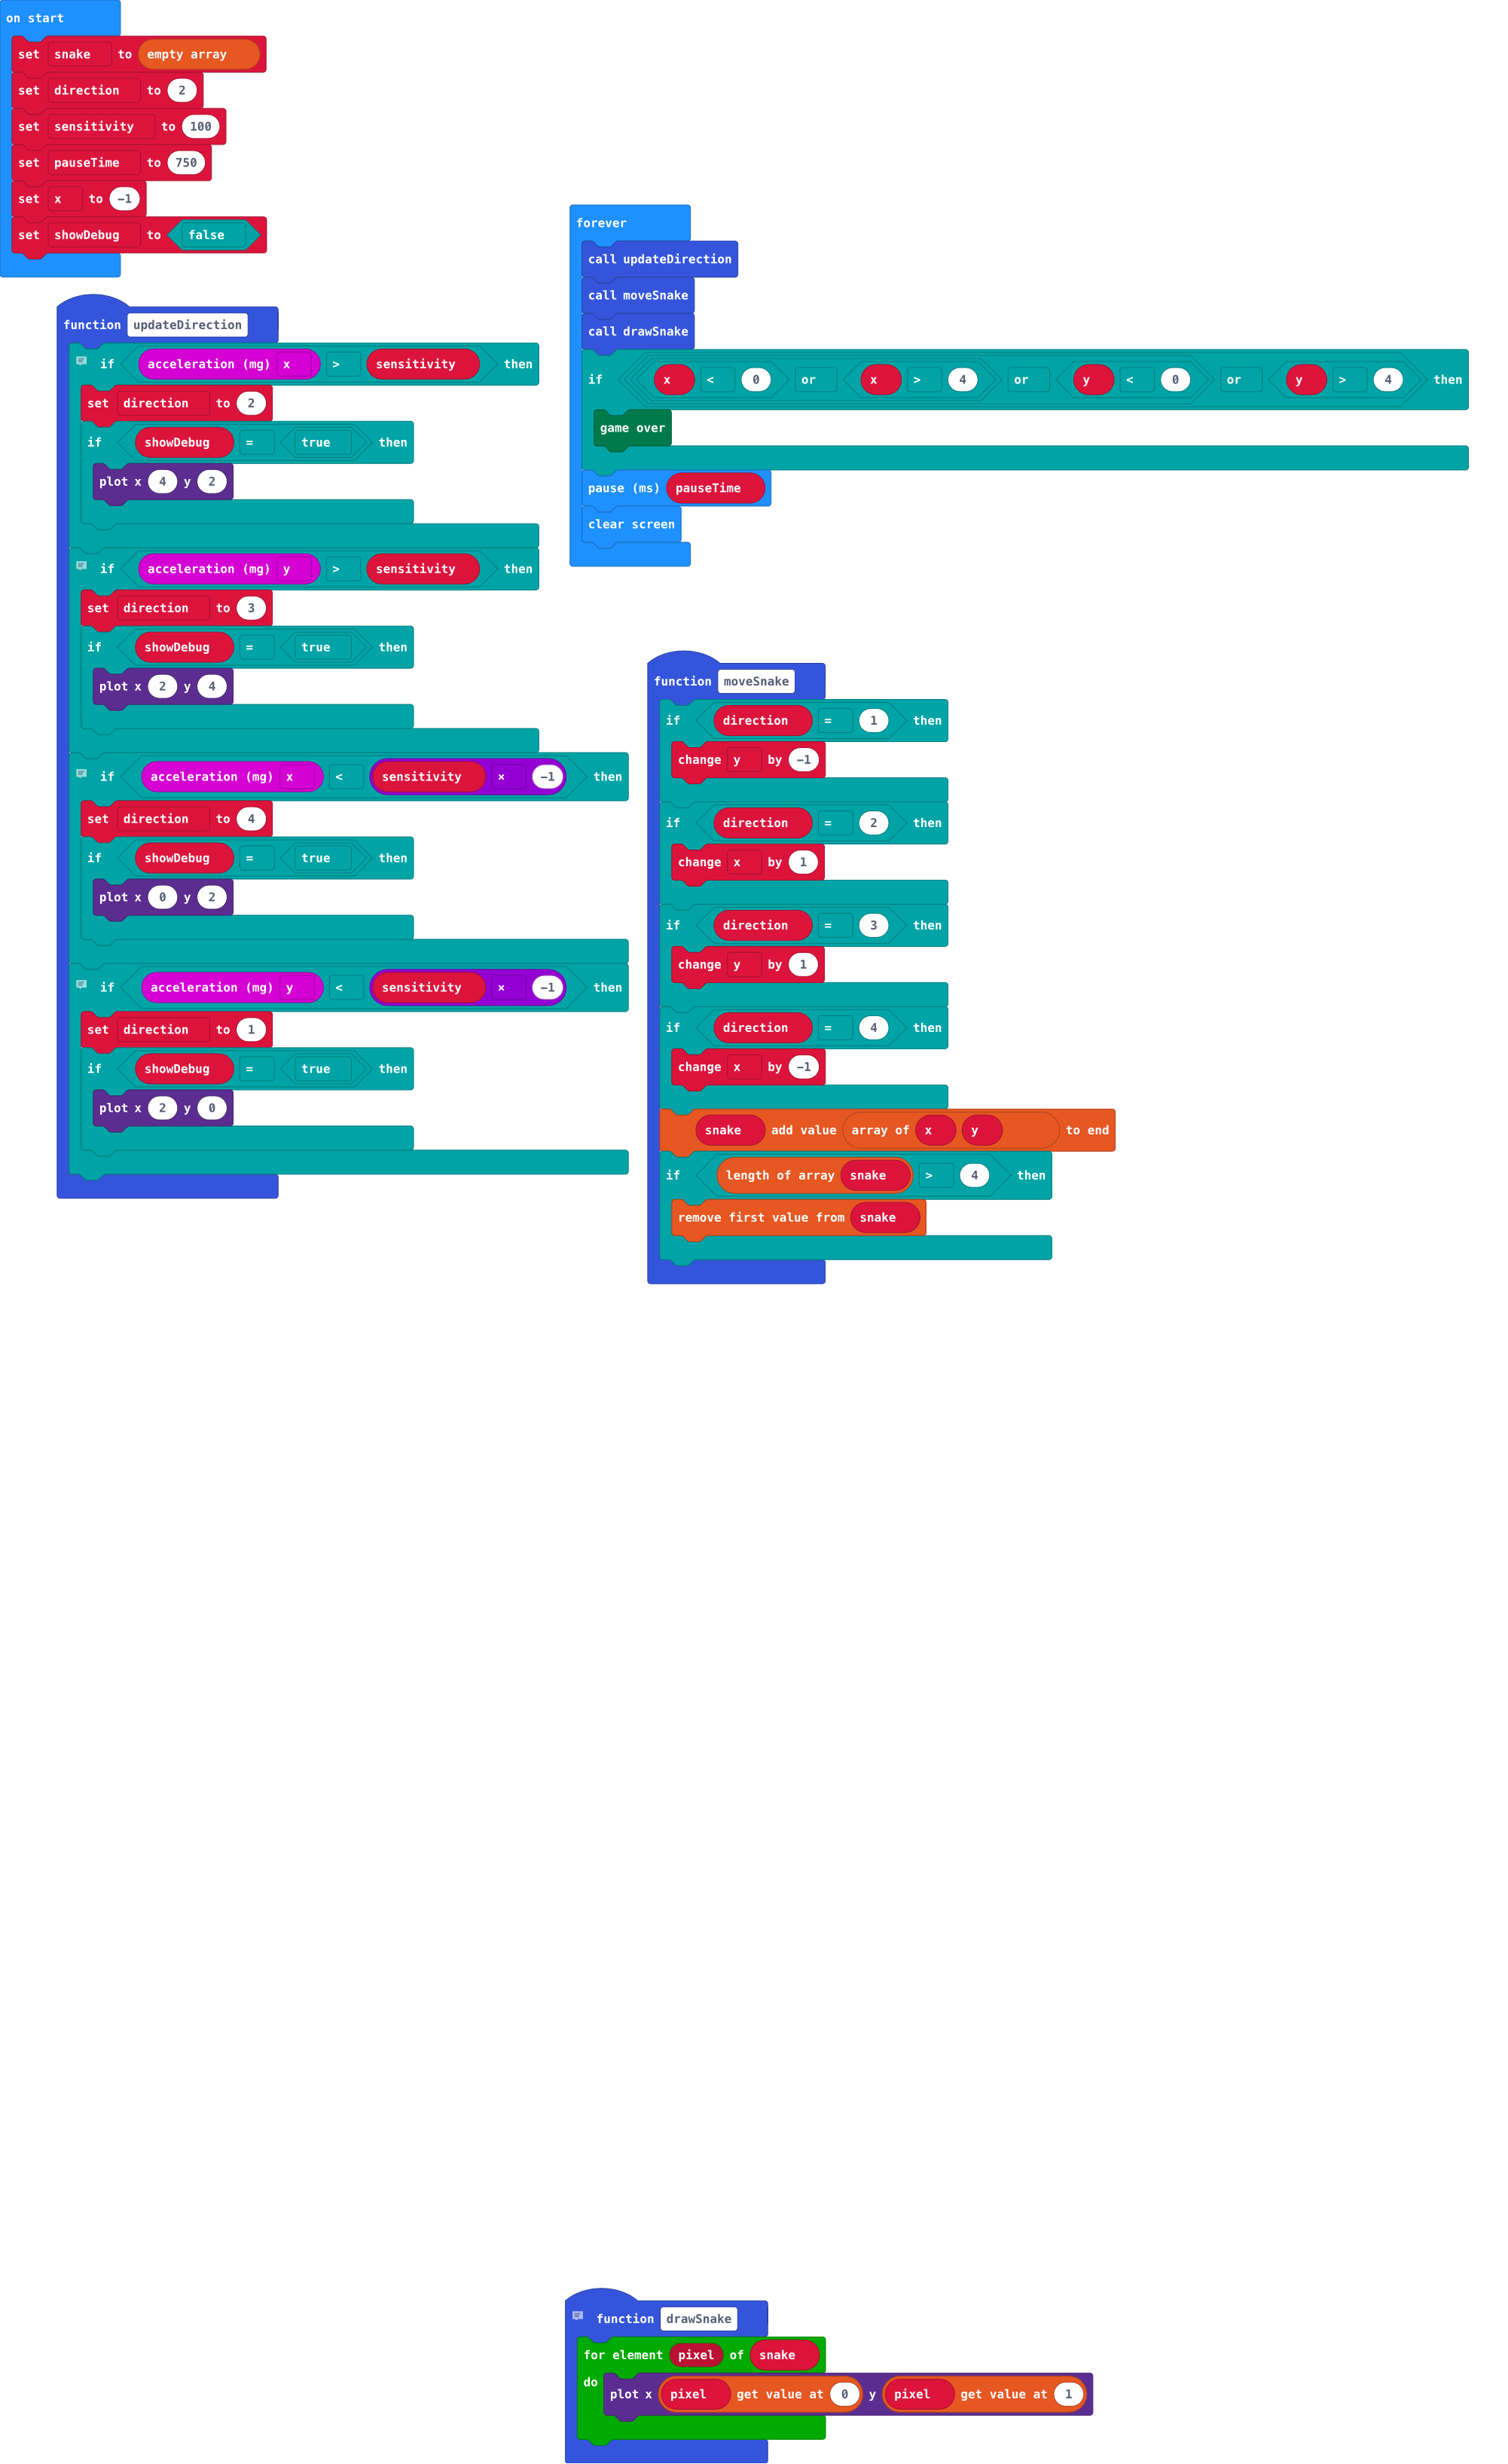 on start
set snake to empty array
set direction to 2
set sensitivity to 100
set pauseTime to 750
set x to −1
set showDebug to false
function updateDirection
if acceleration (mg) x > sensitivity then
set direction to 2
if showDebug = true then
plot x 4 y 2
if acceleration (mg) y > sensitivity then
set direction to 3
if showDebug = true then
plot x 2 y 4
if acceleration (mg) x < sensitivity × −1 then
set direction to 4
if showDebug = true then
plot x 0 y 2
if acceleration (mg) y < sensitivity × −1 then
set direction to 1
if showDebug = true then
plot x 2 y 0
forever
call updateDirection
call moveSnake
call drawSnake
if x < 0 or x > 4 or y < 0 or y > 4 then
game over
pause (ms) pauseTime
clear screen
function moveSnake
if direction = 1 then
change y by −1
if direction = 2 then
change x by 1
if direction = 3 then
change y by 1
if direction = 4 then
change x by −1
snake add value array of x y to end
if length of array snake > 4 then
remove first value from snake
function drawSnake
for element pixel of snake
do plot x pixel get value at 0 y pixel get value at 1